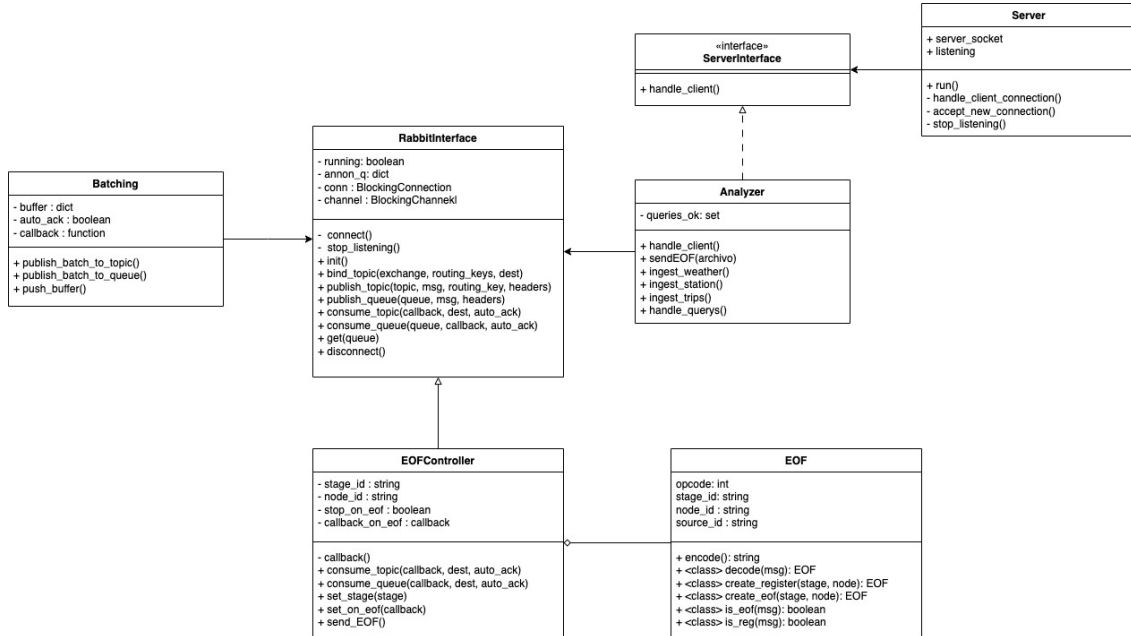 Server
+ server_socket
+ listening
+ run()
- handle_client_connection()
- accept_new_connection()
- stop_listening()
«interface»
ServerInterface
+ handle_client()
RabbitInterface
- running: boolean
- annon_q: dict
- conn : BlockingConnection
- channel : BlockingChannekl
- connect()
- stop_listening()
+ init()
+ bind_topic(exchange, routing_keys, dest)
+ publish_topic(topic, msg, routing_key, headers)
+ publish_queue(queue, msg, headers)
+ consume_topic(callback, dest, auto_ack)
+ consume_queue(queue, callback, auto_ack)
+ get(queue)
+ disconnect()
Batching
- buffer : dict
- auto_ack : boolean
- callback : function
+ publish_batch_to_topic()
+ publish_batch_to_queue()
+ push_buffer()
Analyzer
- queries_ok: set
+ handle_client()
+ sendEOF(archivo)
+ ingest_weather()
+ ingest_station()
+ ingest_trips()
+ handle_querys()
EOFController
- stage_id : string
- node_id : string
- stop_on_eof : boolean
- callback_on_eof : callback
- callback()
+ consume_topic(callback, dest, auto_ack)
+ consume_queue(callback, dest, auto_ack)
+ set_stage(stage)
+ set_on_eof(callback)
+ send_EOF()
EOF
opcode: int
stage_id: string
node_id : string
source_id : string
+ encode(): string
+ <class> decode(msg): EOF
+ <class> create_register(stage, node): EOF
+ <class> create_eof(stage, node): EOF
+ <class> is_eof(msg): boolean
+ <class> is_reg(msg): boolean